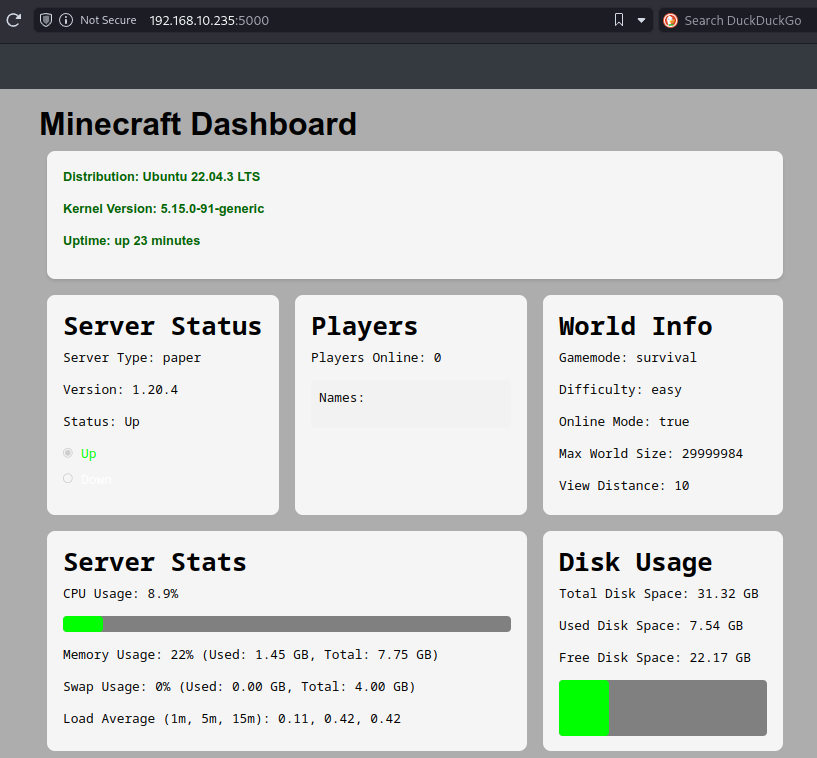 Not Secure 192.168.10.235:5000 Search DuckDuckGo
Minecraft Dashboard
Distribution: Ubuntu 22.04.3 LTS
Kernel Version: 5.15.0-91-generic
Uptime: up 23 minutes
Server Status
Server Type: paper
Version: 1.20.4
Status: Up
Up
Down
Players
Players Online: 0
Names:
World Info
Gamemode: survival
Difficulty: easy
Online Mode: true
Max World Size: 29999984
View Distance: 10
Server Stats
CPU Usage: 8.9%
Memory Usage: 22% (Used: 1.45 GB, Total: 7.75 GB)
Swap Usage: 0% (Used: 0.00 GB, Total: 4.00 GB)
Load Average (1m, 5m, 15m): 0.11, 0.42, 0.42
Disk Usage
Total Disk Space: 31.32 GB
Used Disk Space: 7.54 GB
Free Disk Space: 22.17 GB